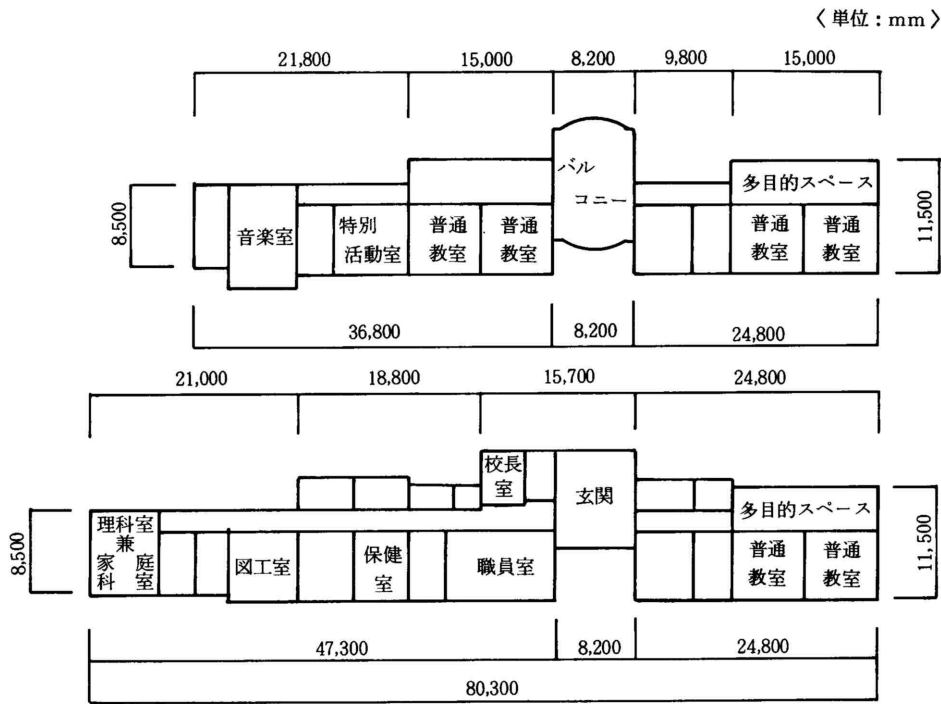 〈単位：mm〉
21,800 15,000 8,200 9,800 15,000
バル
コニー
多目的スペース
8,500
音楽室
特別
活動室
普通
教室
普通
教室
普通
教室
普通
教室
11,500
36,800 8,200 24,800
21,000 18,800 15,700 24,800
校長
室
玄関
多目的スペース
8,500
理科室
兼
家庭
科室
図工室
保健
室
職員室
普通
教室
普通
教室
11,500
47,300 8,200 24,800
80,300